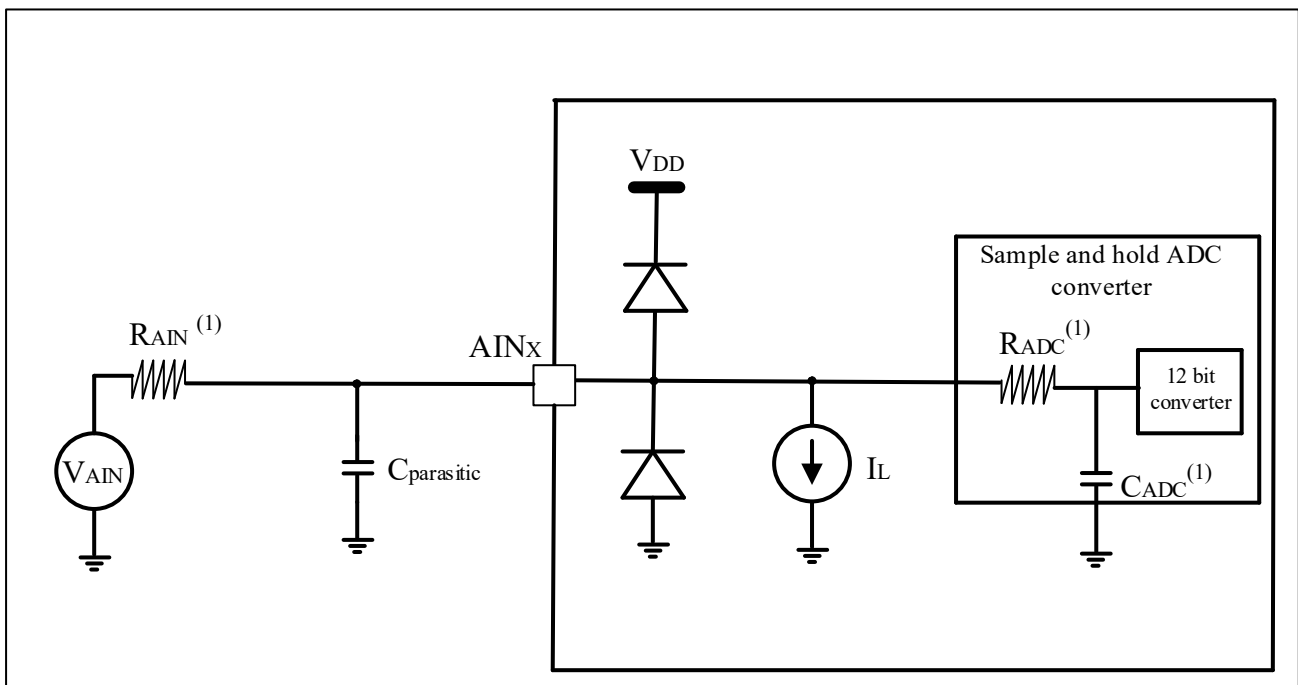 VDD
Sample and hold ADC
converter
RAIN (1)
AINX
RADC(1)
12 bit
converter
VAIN
Cparasitic
IL
CADC(1)